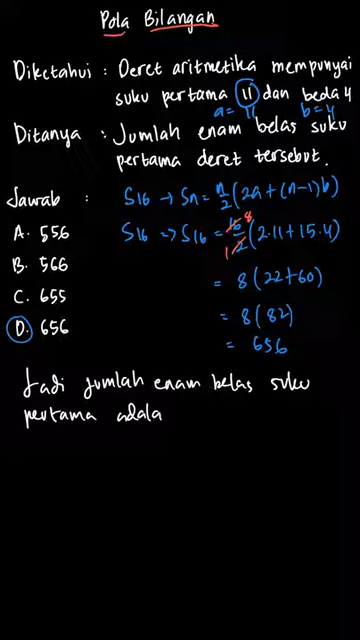 Pola Bilangan
Diketahui : Deret aritmetika mempunyai
suku pertama 11 dan beda 4
a = 11 b = 4
Ditanya : Jumlah enam belas suku
pertama deret tersebut.
Jawab : S16 → Sn = n/2 (2a + (n-1)b)
A. 556 S16 => S16 = 16/2 (2.11 + 15.4)
8
1
B. 566 = 8 (22 + 60)
C. 655 = 8 (82)
D. 656 = 656
Jadi jumlah enam belas suku
pertama adala